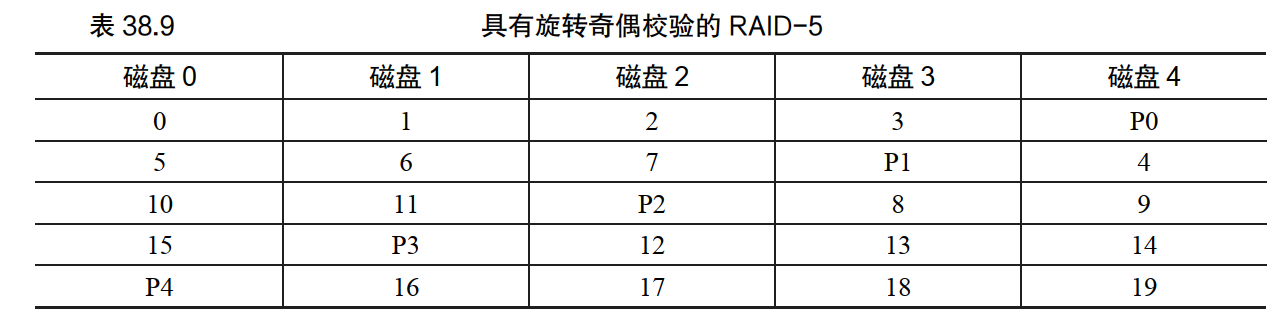 表 38.9 具有旋转奇偶校验的 RAID-5
磁盘 0 磁盘 1 磁盘 2 磁盘 3 磁盘 4
0 1 2 3 P0
5 6 7 P1 4
10 11 P2 8 9
15 P3 12 13 14
P4 16 17 18 19